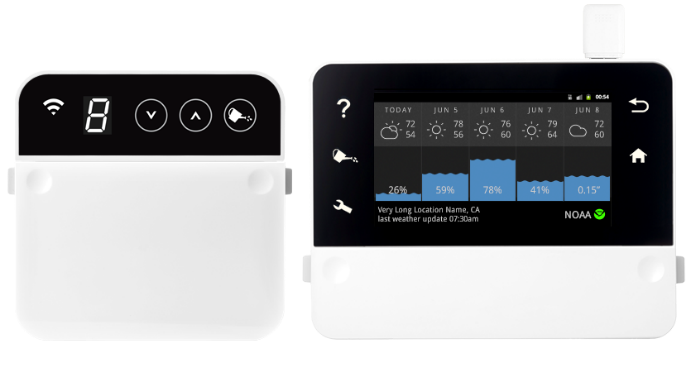 8
?
00:54
TODAY JUN 5 JUN 6 JUN 7 JUN 8
72 78 76 79 72
54 56 60 64 60
26% 59% 78% 41% 0.15"
Very Long Location Name, CA
last weather update 07:30am
NOAA